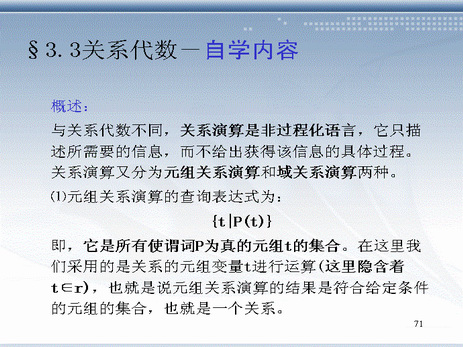 §3.3关系代数－自学内容
概述：
与关系代数不同，关系演算是非过程化语言，它只描
述所需要的信息，而不给出获得该信息的具体过程。
关系演算又分为元组关系演算和域关系演算两种。
⑴元组关系演算的查询表达式为：
{t|P(t)}
即，它是所有使谓词P为真的元组t的集合。在这里我
们采用的是关系的元组变量t进行运算(这里隐含着
t∈r)，也就是说元组关系演算的结果是符合给定条件
的元组的集合，也就是一个关系。
71